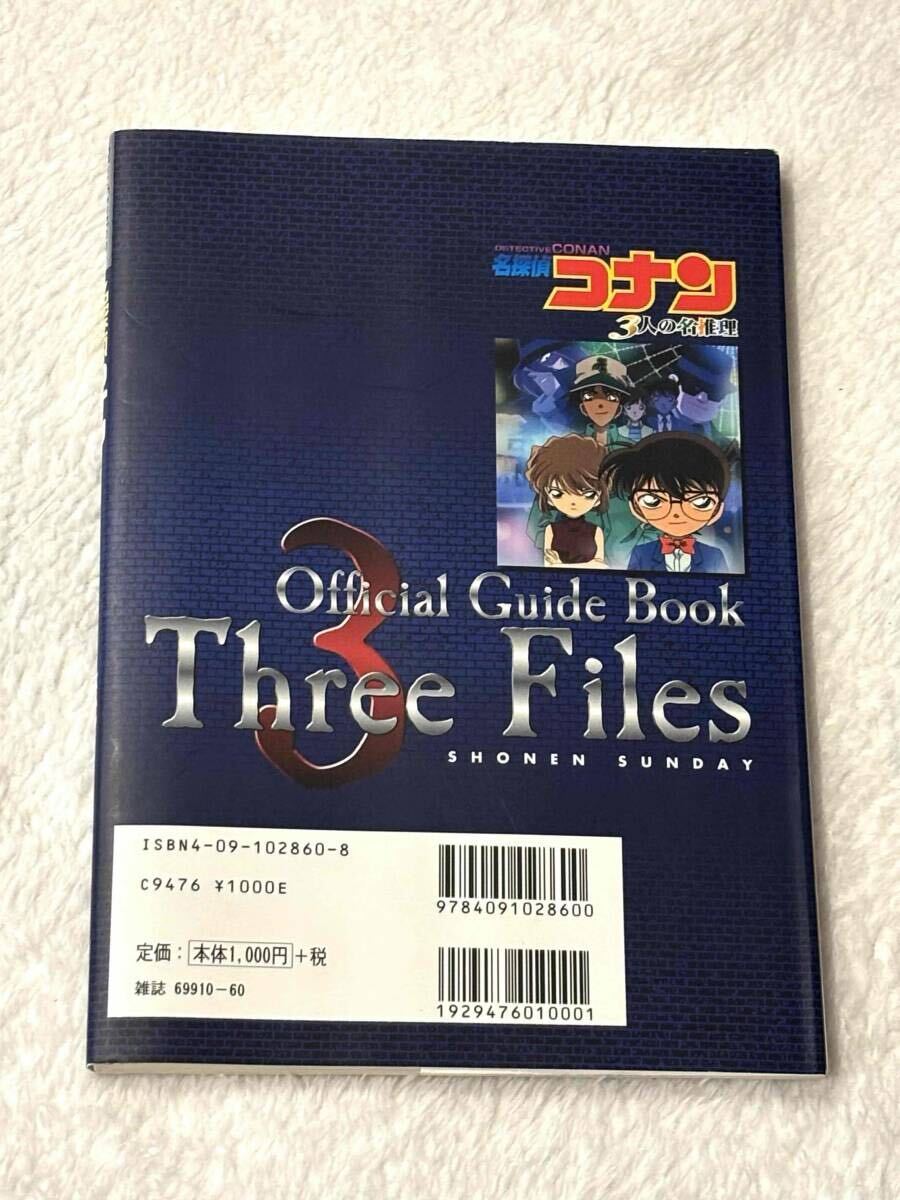 DETECTIVE CONAN
名探偵
コナン
3人の名推理
3
Official Guide Book
Three Files
SHONEN SUNDAY
ISBN4-09-102860-8
C9476 ¥1000E
9784091028600
定価：本体1,000円+税
雑誌 69910-60
1929476010001